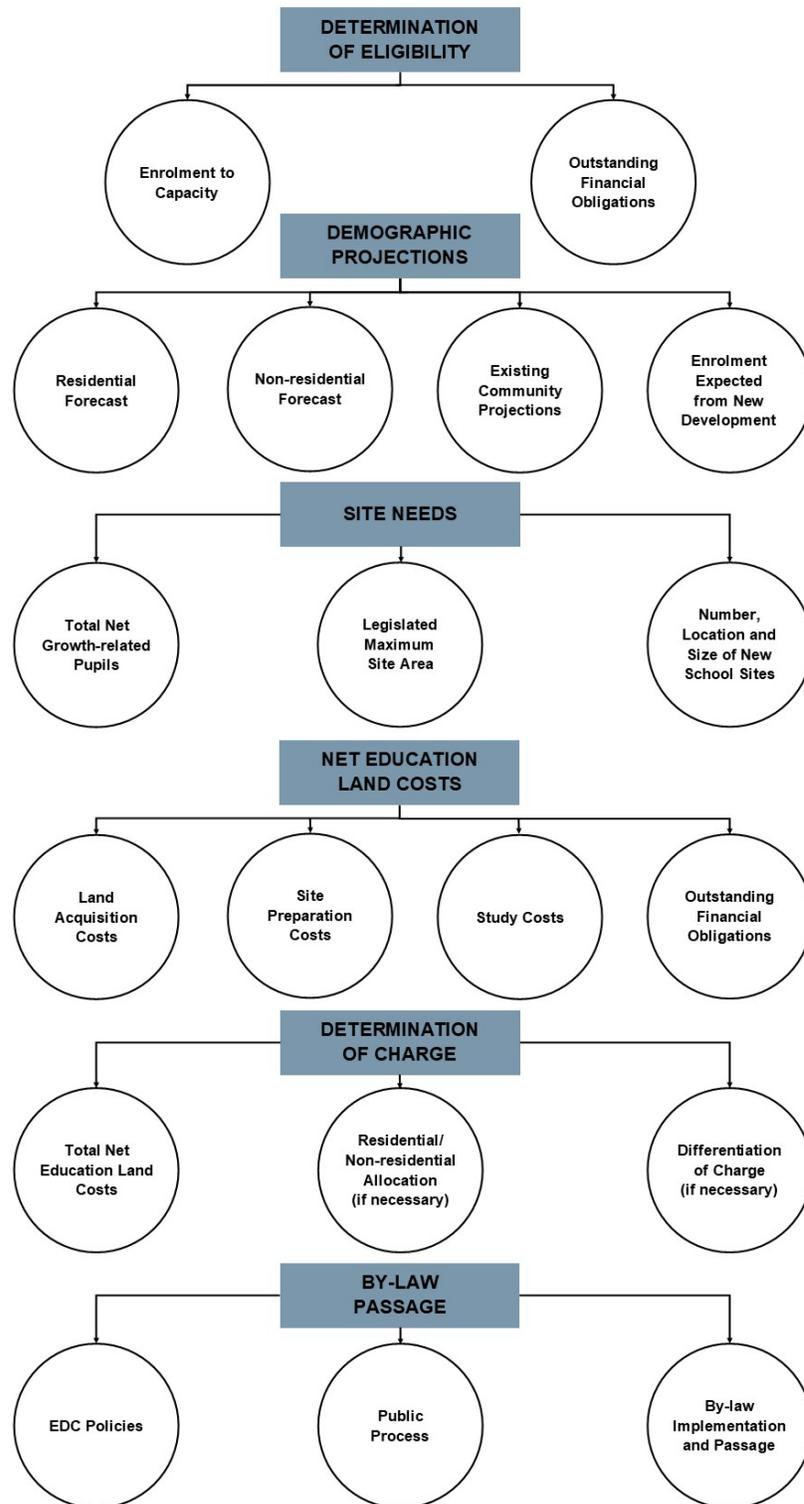 DETERMINATION
OF ELIGIBILITY
Enrolment to
Capacity
Outstanding
Financial
Obligations
DEMOGRAPHIC
PROJECTIONS
Residential
Forecast
Non-residential
Forecast
Existing
Community
Projections
Enrolment
Expected
from New
Development
SITE NEEDS
Total Net
Growth-related
Pupils
Legislated
Maximum
Site Area
Number,
Location and
Size of New
School Sites
NET EDUCATION
LAND COSTS
Land
Acquisition
Costs
Site
Preparation
Costs
Study Costs
Outstanding
Financial
Obligations
DETERMINATION
OF CHARGE
Total Net
Education Land
Costs
Residential/
Non-residential
Allocation
(if necessary)
Differentiation
of Charge
(if necessary)
BY-LAW
PASSAGE
EDC Policies
Public
Process
By-law
Implementation
and Passage